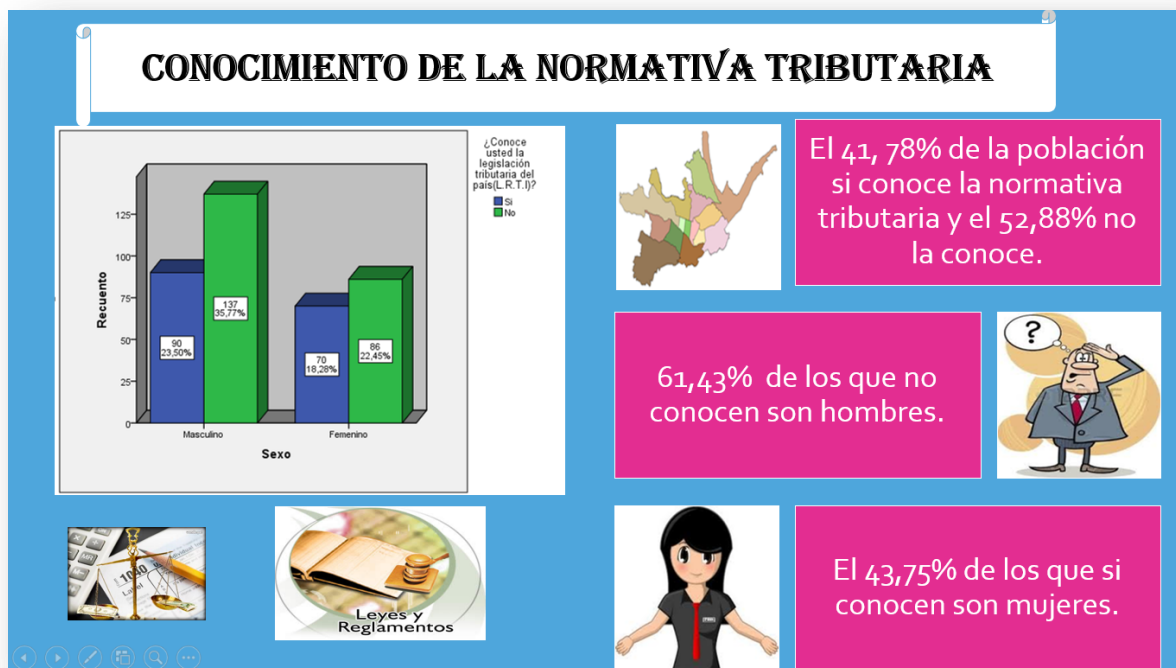 CONOCIMIENTO DE LA NORMATIVA TRIBUTARIA
¿Conoce
usted la
legislación
tributaria del
país(L.R.T.I)?
Si
No
Recuento
125
100
75
50
25
0
90
23,50%
137
35,77%
70
18,28%
86
22,45%
Masculino
Femenino
Sexo
El 41, 78% de la población
si conoce la normativa
tributaria y el 52,88% no
la conoce.
61,43% de los que no
conocen son hombres.
?
1040
Label
Leyes y
Reglamentos
El 43,75% de los que si
conocen son mujeres.